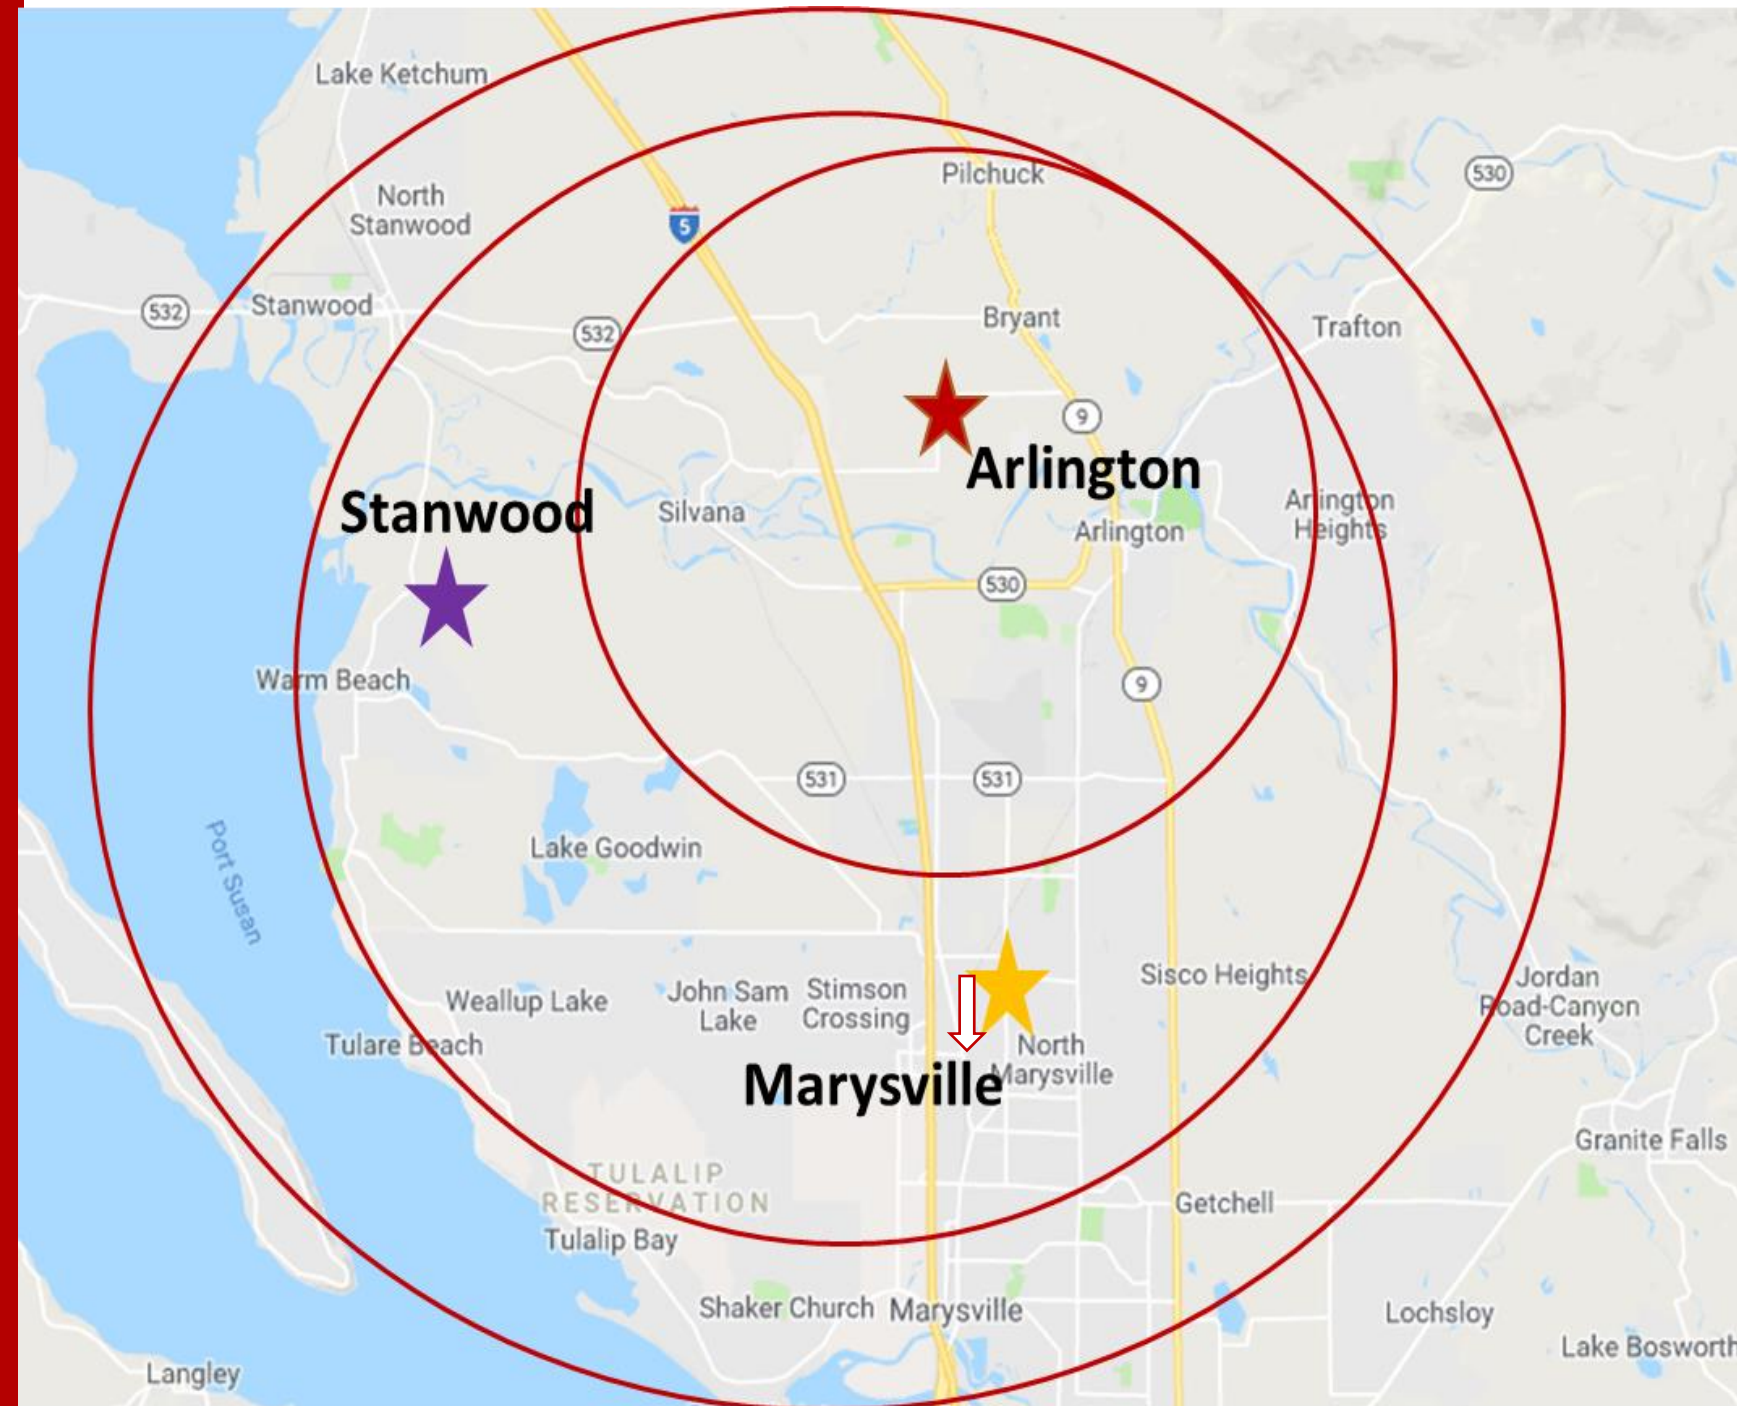 Lake Ketchum
Pilchuck
530
North
Stanwood
5
Stanwood
532
532
Bryant
Trafton
9
Arlington
Stanwood
Silvana
Arlington
Arlington
Heights
530
Warm Beach
9
531
531
Port Susan
Lake Goodwin
Weallup Lake
John Sam
Lake
Stimson
Crossing
Sisco Heights
Jordan
Road-Canyon
Creek
Tulare Beach
North
Marysville
Marysville
Granite Falls
TULALIP
RESERVATION
Getchell
Tulalip Bay
Shaker Church
Marysville
Lochsloy
Lake Bosworth
Langley